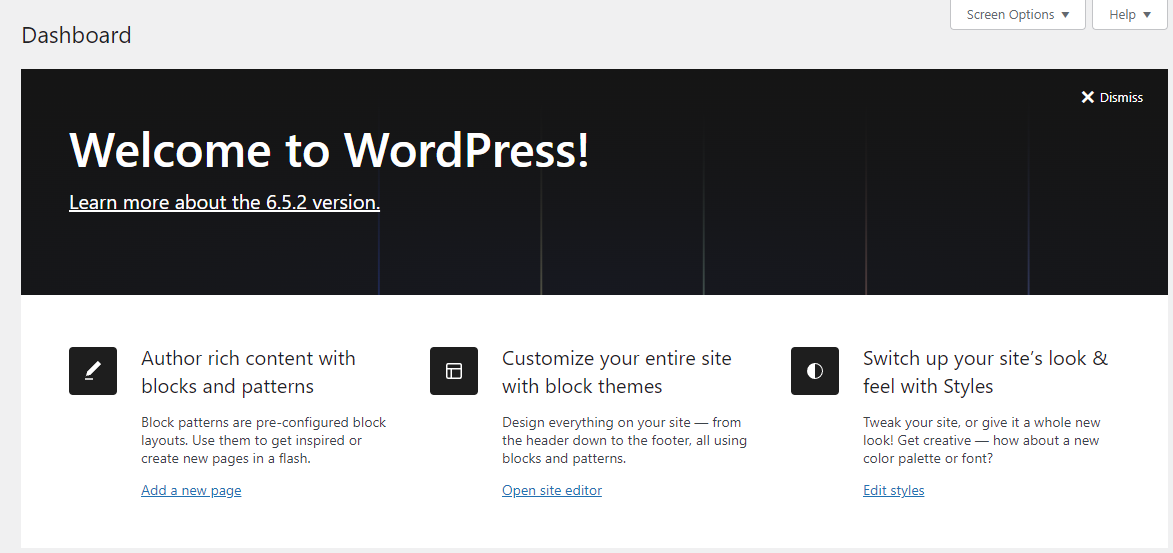 Screen Options ▼
Help ▼
Dashboard
Dismiss
Welcome to WordPress!
Learn more about the 6.5.2 version.
Author rich content with
blocks and patterns
Block patterns are pre-configured block
layouts. Use them to get inspired or
create new pages in a flash.
Add a new page
Customize your entire site
with block themes
Design everything on your site — from
the header down to the footer, all using
blocks and patterns.
Open site editor
Switch up your site’s look &
feel with Styles
Tweak your site, or give it a whole new
look! Get creative — how about a new
color palette or font?
Edit styles